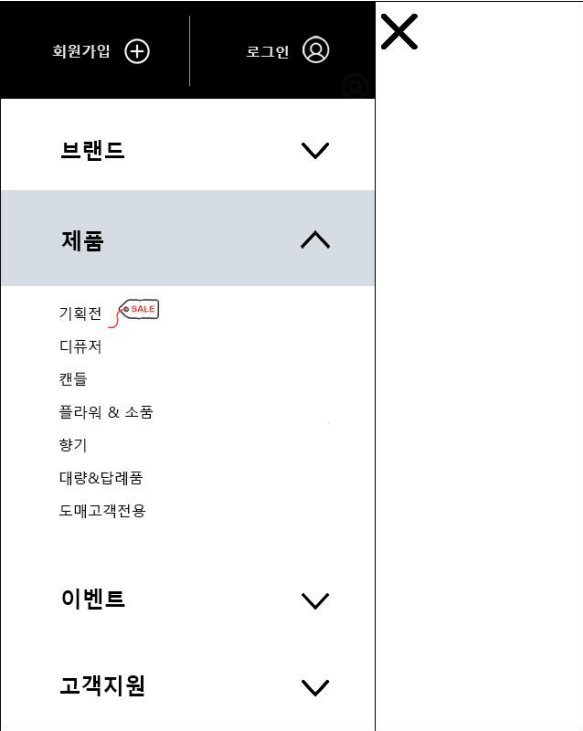 회원가입
로그인
브랜드
제품
기획전 SALE
디퓨저
캔들
플라워 & 소품
향기
대량&답례품
도매고객전용
이벤트
고객지원